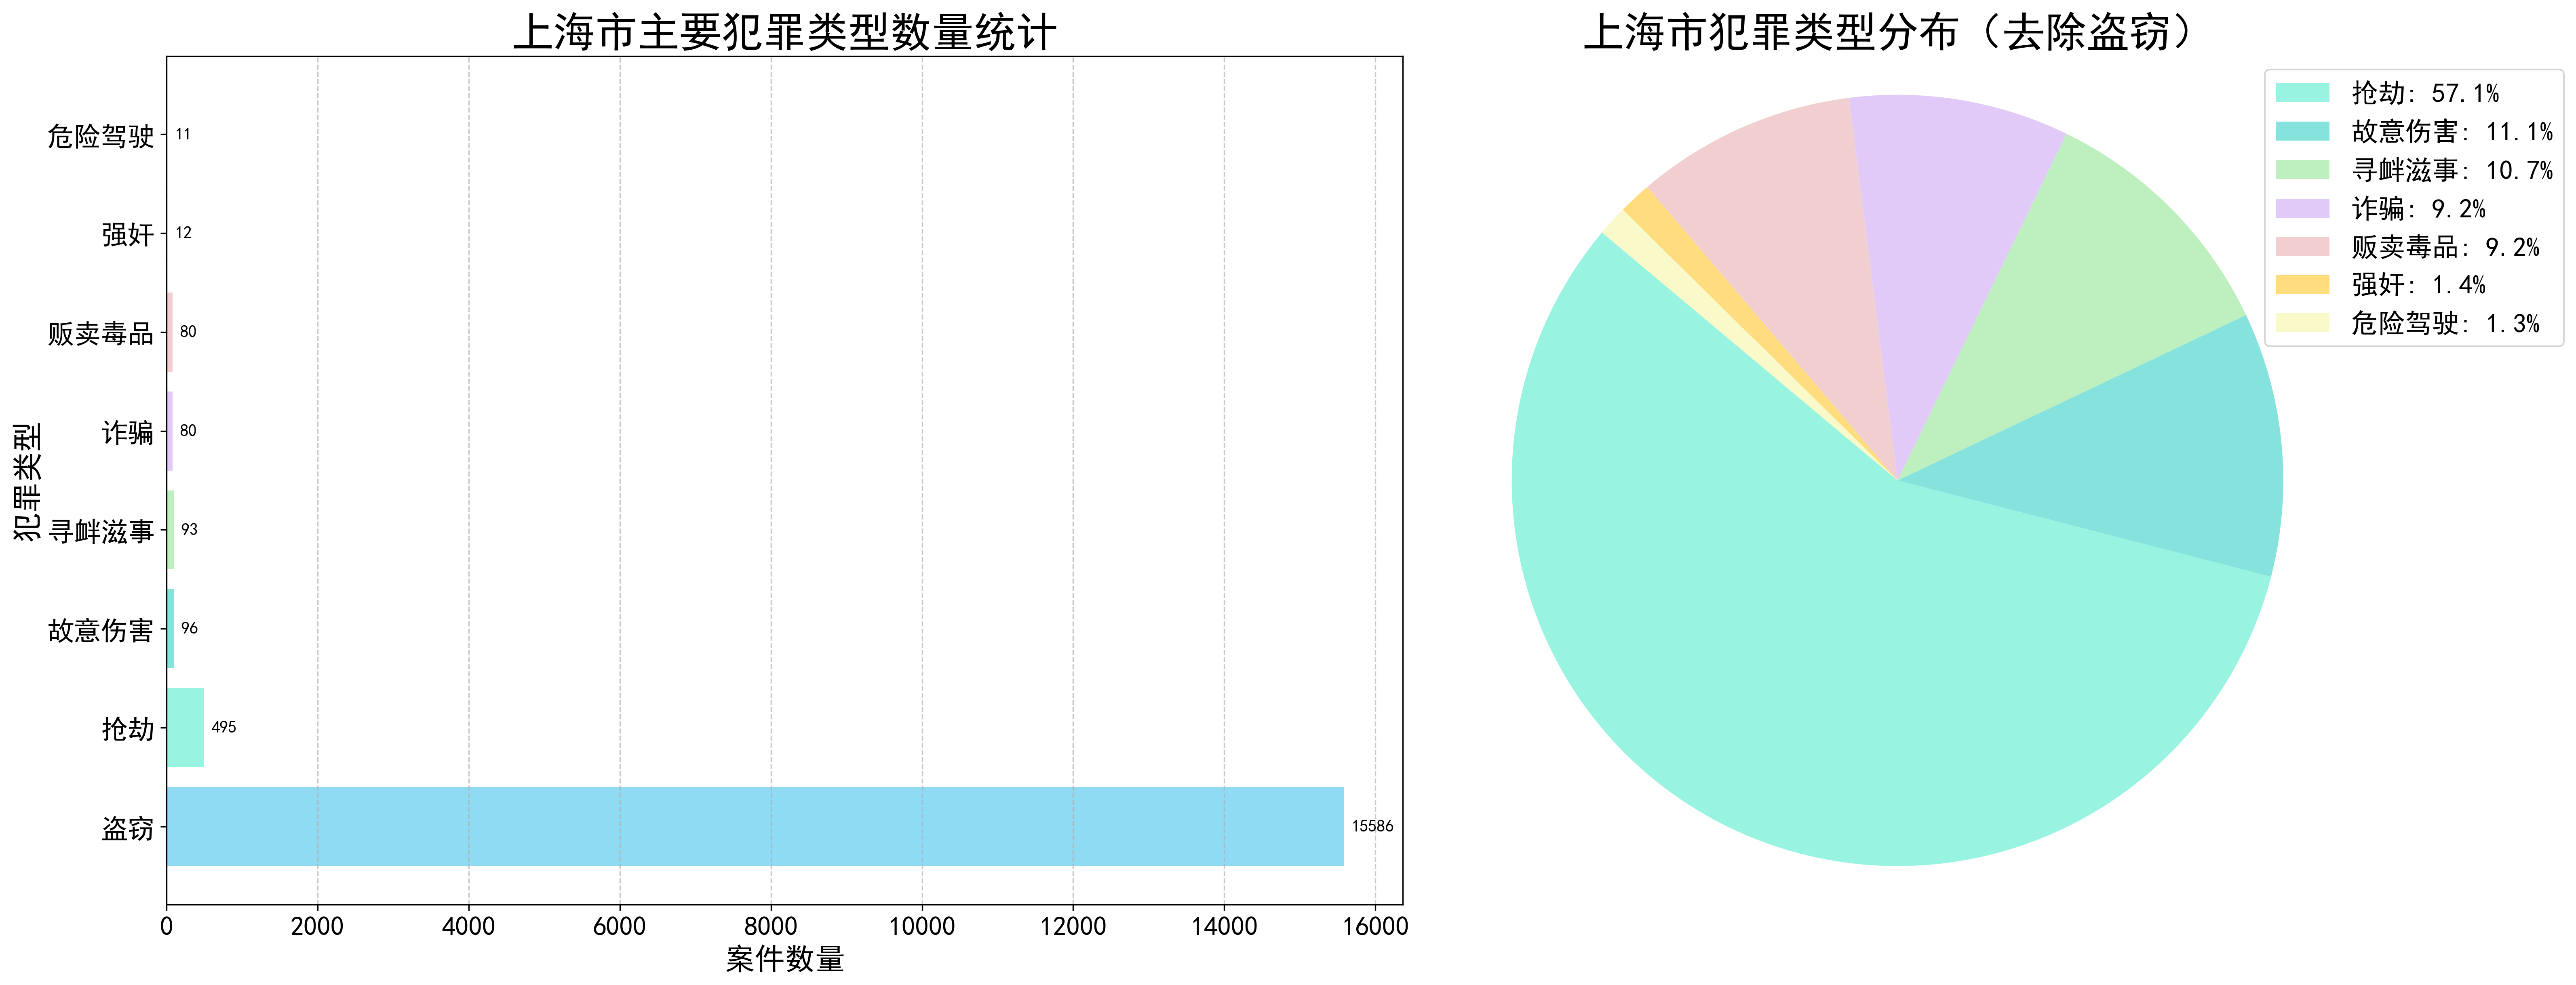 上海市主要犯罪类型数量统计
犯罪类型
危险驾驶
11
强奸
12
贩卖毒品
80
诈骗
80
寻衅滋事
93
故意伤害
96
抢劫
495
盗窃
15586
0 2000 4000 6000 8000 10000 12000 14000 16000
案件数量
上海市犯罪类型分布（去除盗窃）
抢劫: 57.1%
故意伤害: 11.1%
寻衅滋事: 10.7%
诈骗: 9.2%
贩卖毒品: 9.2%
强奸: 1.4%
危险驾驶: 1.3%